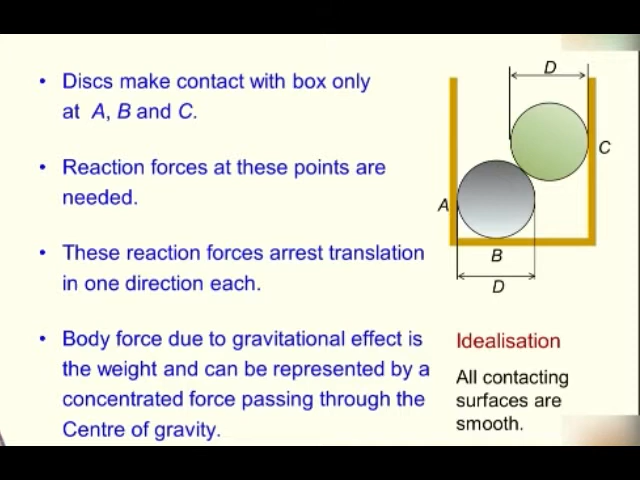 • Discs make contact with box only
at A, B and C.
• Reaction forces at these points are
needed.
• These reaction forces arrest translation
in one direction each.
• Body force due to gravitational effect is
the weight and can be represented by a
concentrated force passing through the
Centre of gravity.
D
C
A
B
D
Idealisation
All contacting
surfaces are
smooth.